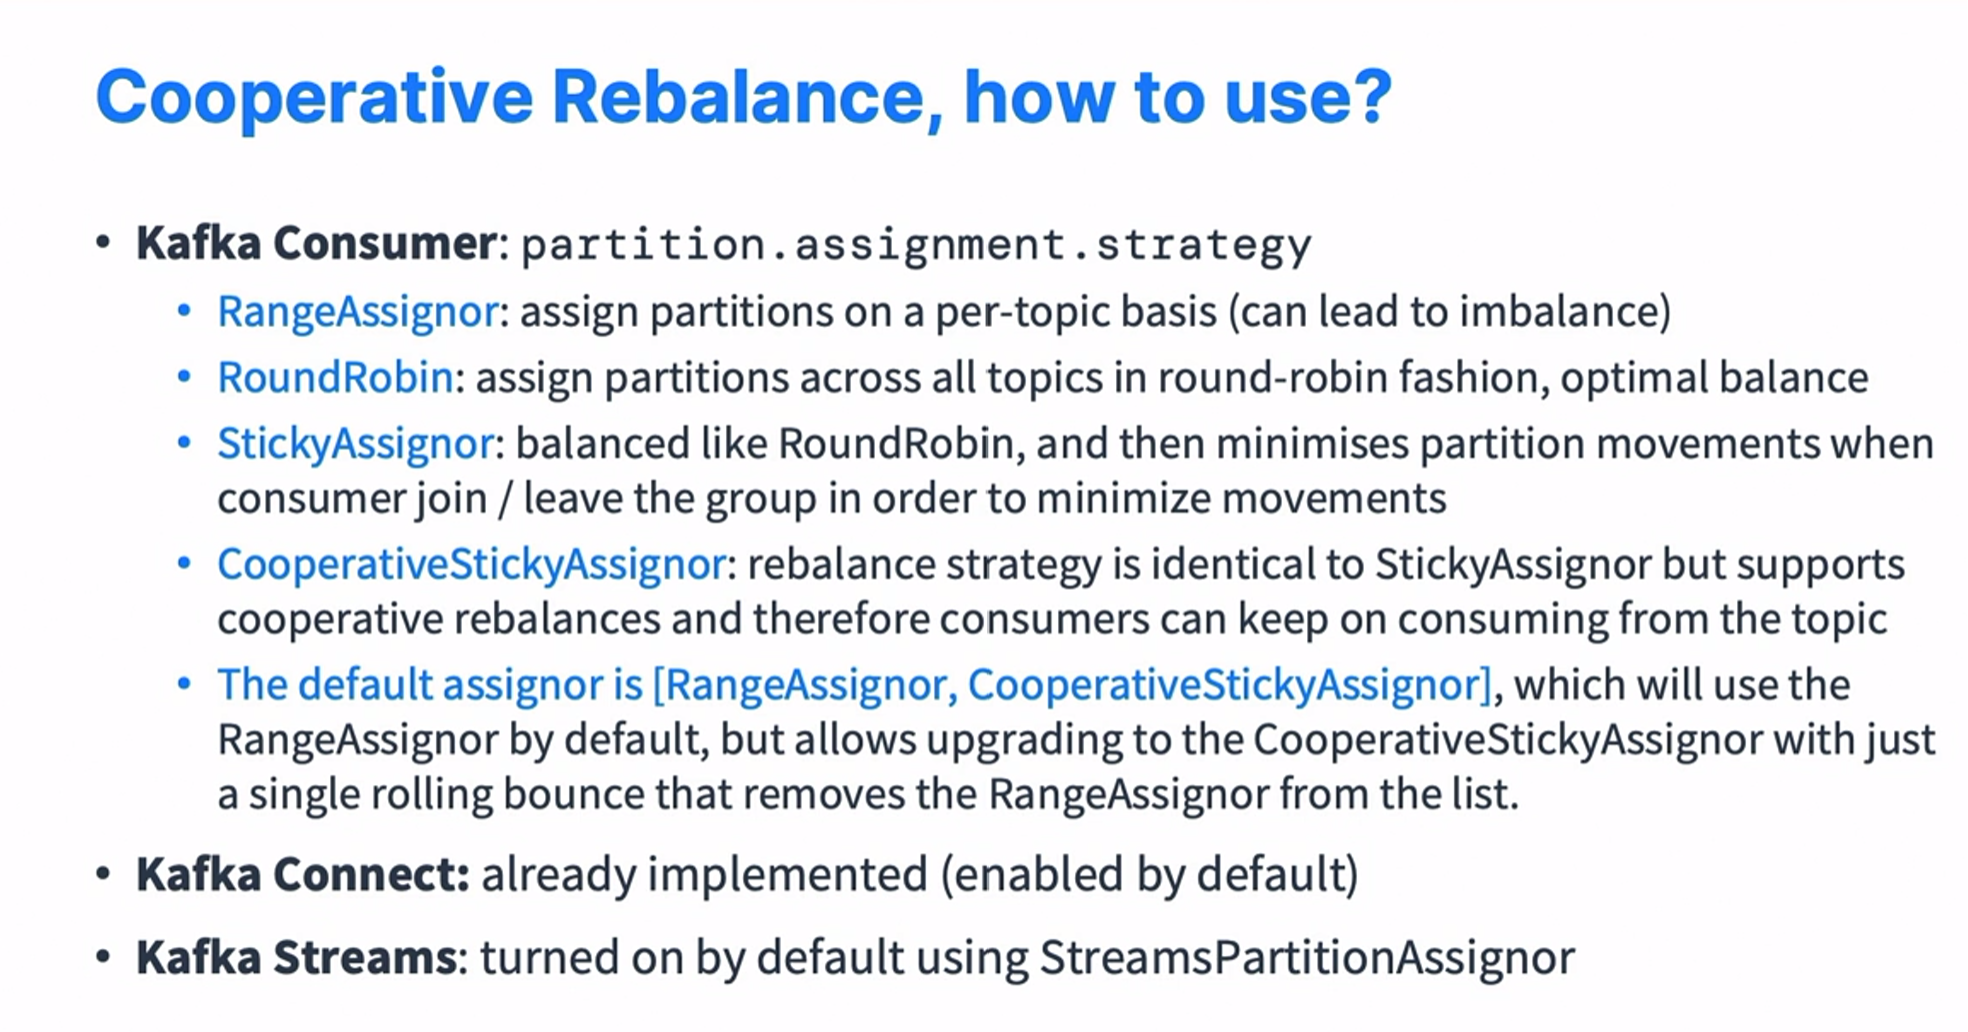 Cooperative Rebalance, how to use?
• Kafka Consumer: partition.assignment.strategy
• RangeAssignor: assign partitions on a per-topic basis (can lead to imbalance)
• RoundRobin: assign partitions across all topics in round-robin fashion, optimal balance
• StickyAssignor: balanced like RoundRobin, and then minimises partition movements when
consumer join / leave the group in order to minimize movements
• CooperativeStickyAssignor: rebalance strategy is identical to StickyAssignor but supports
cooperative rebalances and therefore consumers can keep on consuming from the topic
• The default assignor is [RangeAssignor, CooperativeStickyAssignor], which will use the
RangeAssignor by default, but allows upgrading to the CooperativeStickyAssignor with just
a single rolling bounce that removes the RangeAssignor from the list.
• Kafka Connect: already implemented (enabled by default)
• Kafka Streams: turned on by default using StreamsPartitionAssignor